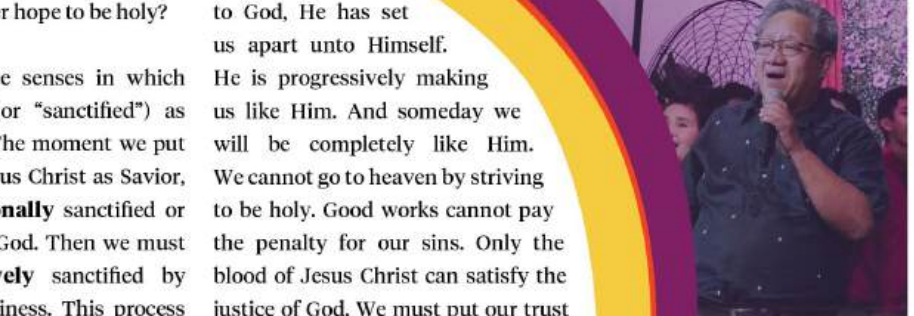 r hope to be holy?
e senses in which
or “sanctified”) as
he moment we put
us Christ as Savior,
nally sanctified or
God. Then we must
ely sanctified by
iness. This process
to God, He has set
us apart unto Himself.
He is progressively making
us like Him. And someday we
will be completely like Him.
We cannot go to heaven by striving
to be holy. Good works cannot pay
the penalty for our sins. Only the
blood of Jesus Christ can satisfy the
justice of God. We must put our trust